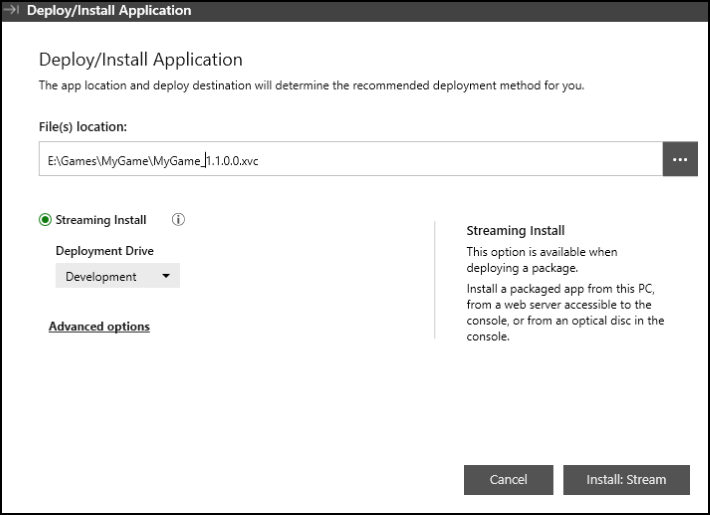 Deploy/Install Application
Deploy/Install Application
The app location and deploy destination will determine the recommended deployment method for you.
File(s) location:
E:\Games\MyGame\MyGame_1.1.0.0.xvc
...
Streaming Install
Deployment Drive
Development
Advanced options
Streaming Install
This option is available when
deploying a package.
Install a packaged app from this PC,
from a web server accessible to the
console, or from an optical disc in the
console.
Cancel
Install: Stream